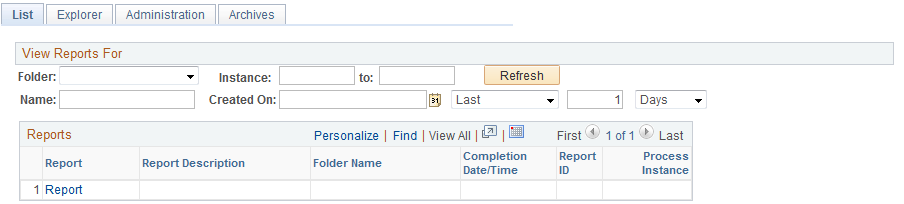 List Explorer Administration Archives
View Reports For
Folder: Instance: to: Refresh
Name: Created On: 31 Last 1 Days
Reports Personalize | Find | View All | | First 1 of 1 Last
Report Report Description Folder Name Completion Date/Time Report ID Process Instance
1 Report